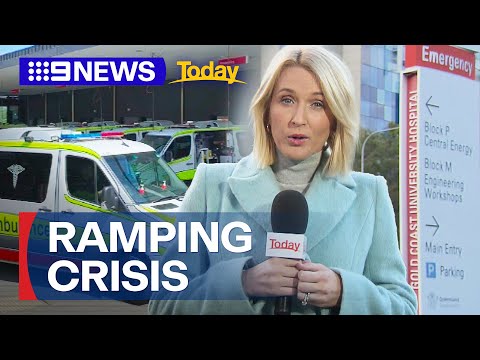 9NEWS
Today
Emergency
Block P
Central Energy
Block M
Engineering
Workshops
Main Entry
P Parking
GOLD COAST UNIVERSITY HOSPITAL
Today
RAMPING
CRISIS